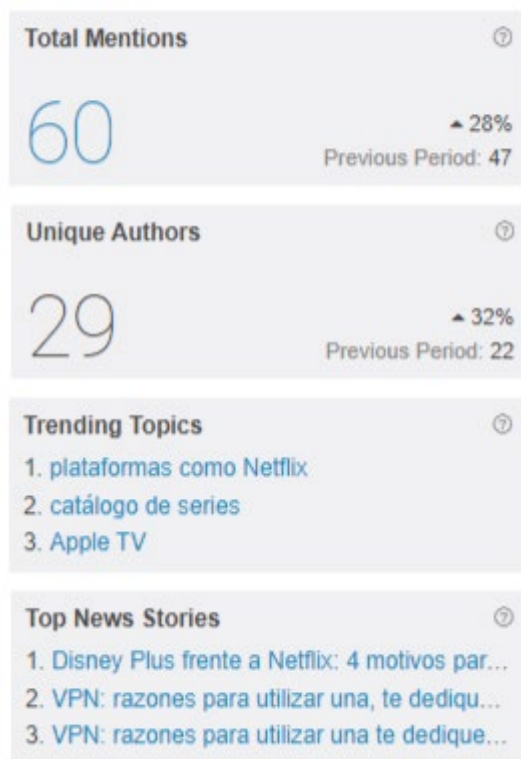 Total Mentions
60
▲ 28%
Previous Period: 47
Unique Authors
29
▲ 32%
Previous Period: 22
Trending Topics
1. plataformas como Netflix
2. catálogo de series
3. Apple TV
Top News Stories
1. Disney Plus frente a Netflix: 4 motivos par...
2. VPN: razones para utilizar una, te dediqu...
3. VPN: razones para utilizar una te dedique...